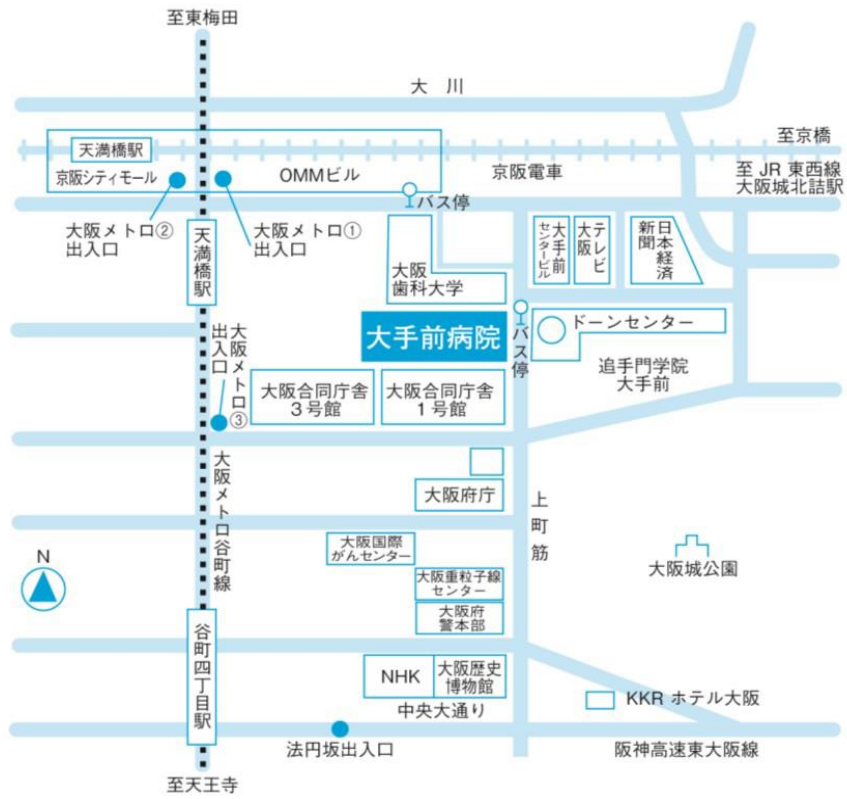 至東梅田
大 川
至京橋
天満橋駅
京阪シティモール
OMMビル
京阪電車
至 JR 東西線
大阪城北詰駅
バス停
大阪メトロ②
出入口
大阪メトロ①
出入口
天満橋駅
大阪
歯科大学
大手前
センタービル
テレビ
大阪
日本経済
新聞
大手前病院
バス停
ドーンセンター
追手門学院
大手前
大阪メトロ③
出入口
大阪合同庁舎
3号館
大阪合同庁舎
1号館
大阪メトロ谷町線
大阪府庁
上町筋
大阪国際
がんセンター
大阪城公園
N
大阪重粒子線
センター
大阪府
警本部
谷町四丁目駅
NHK
大阪歴史
博物館
KKR ホテル大阪
中央大通り
法円坂出入口
阪神高速東大阪線
至天王寺